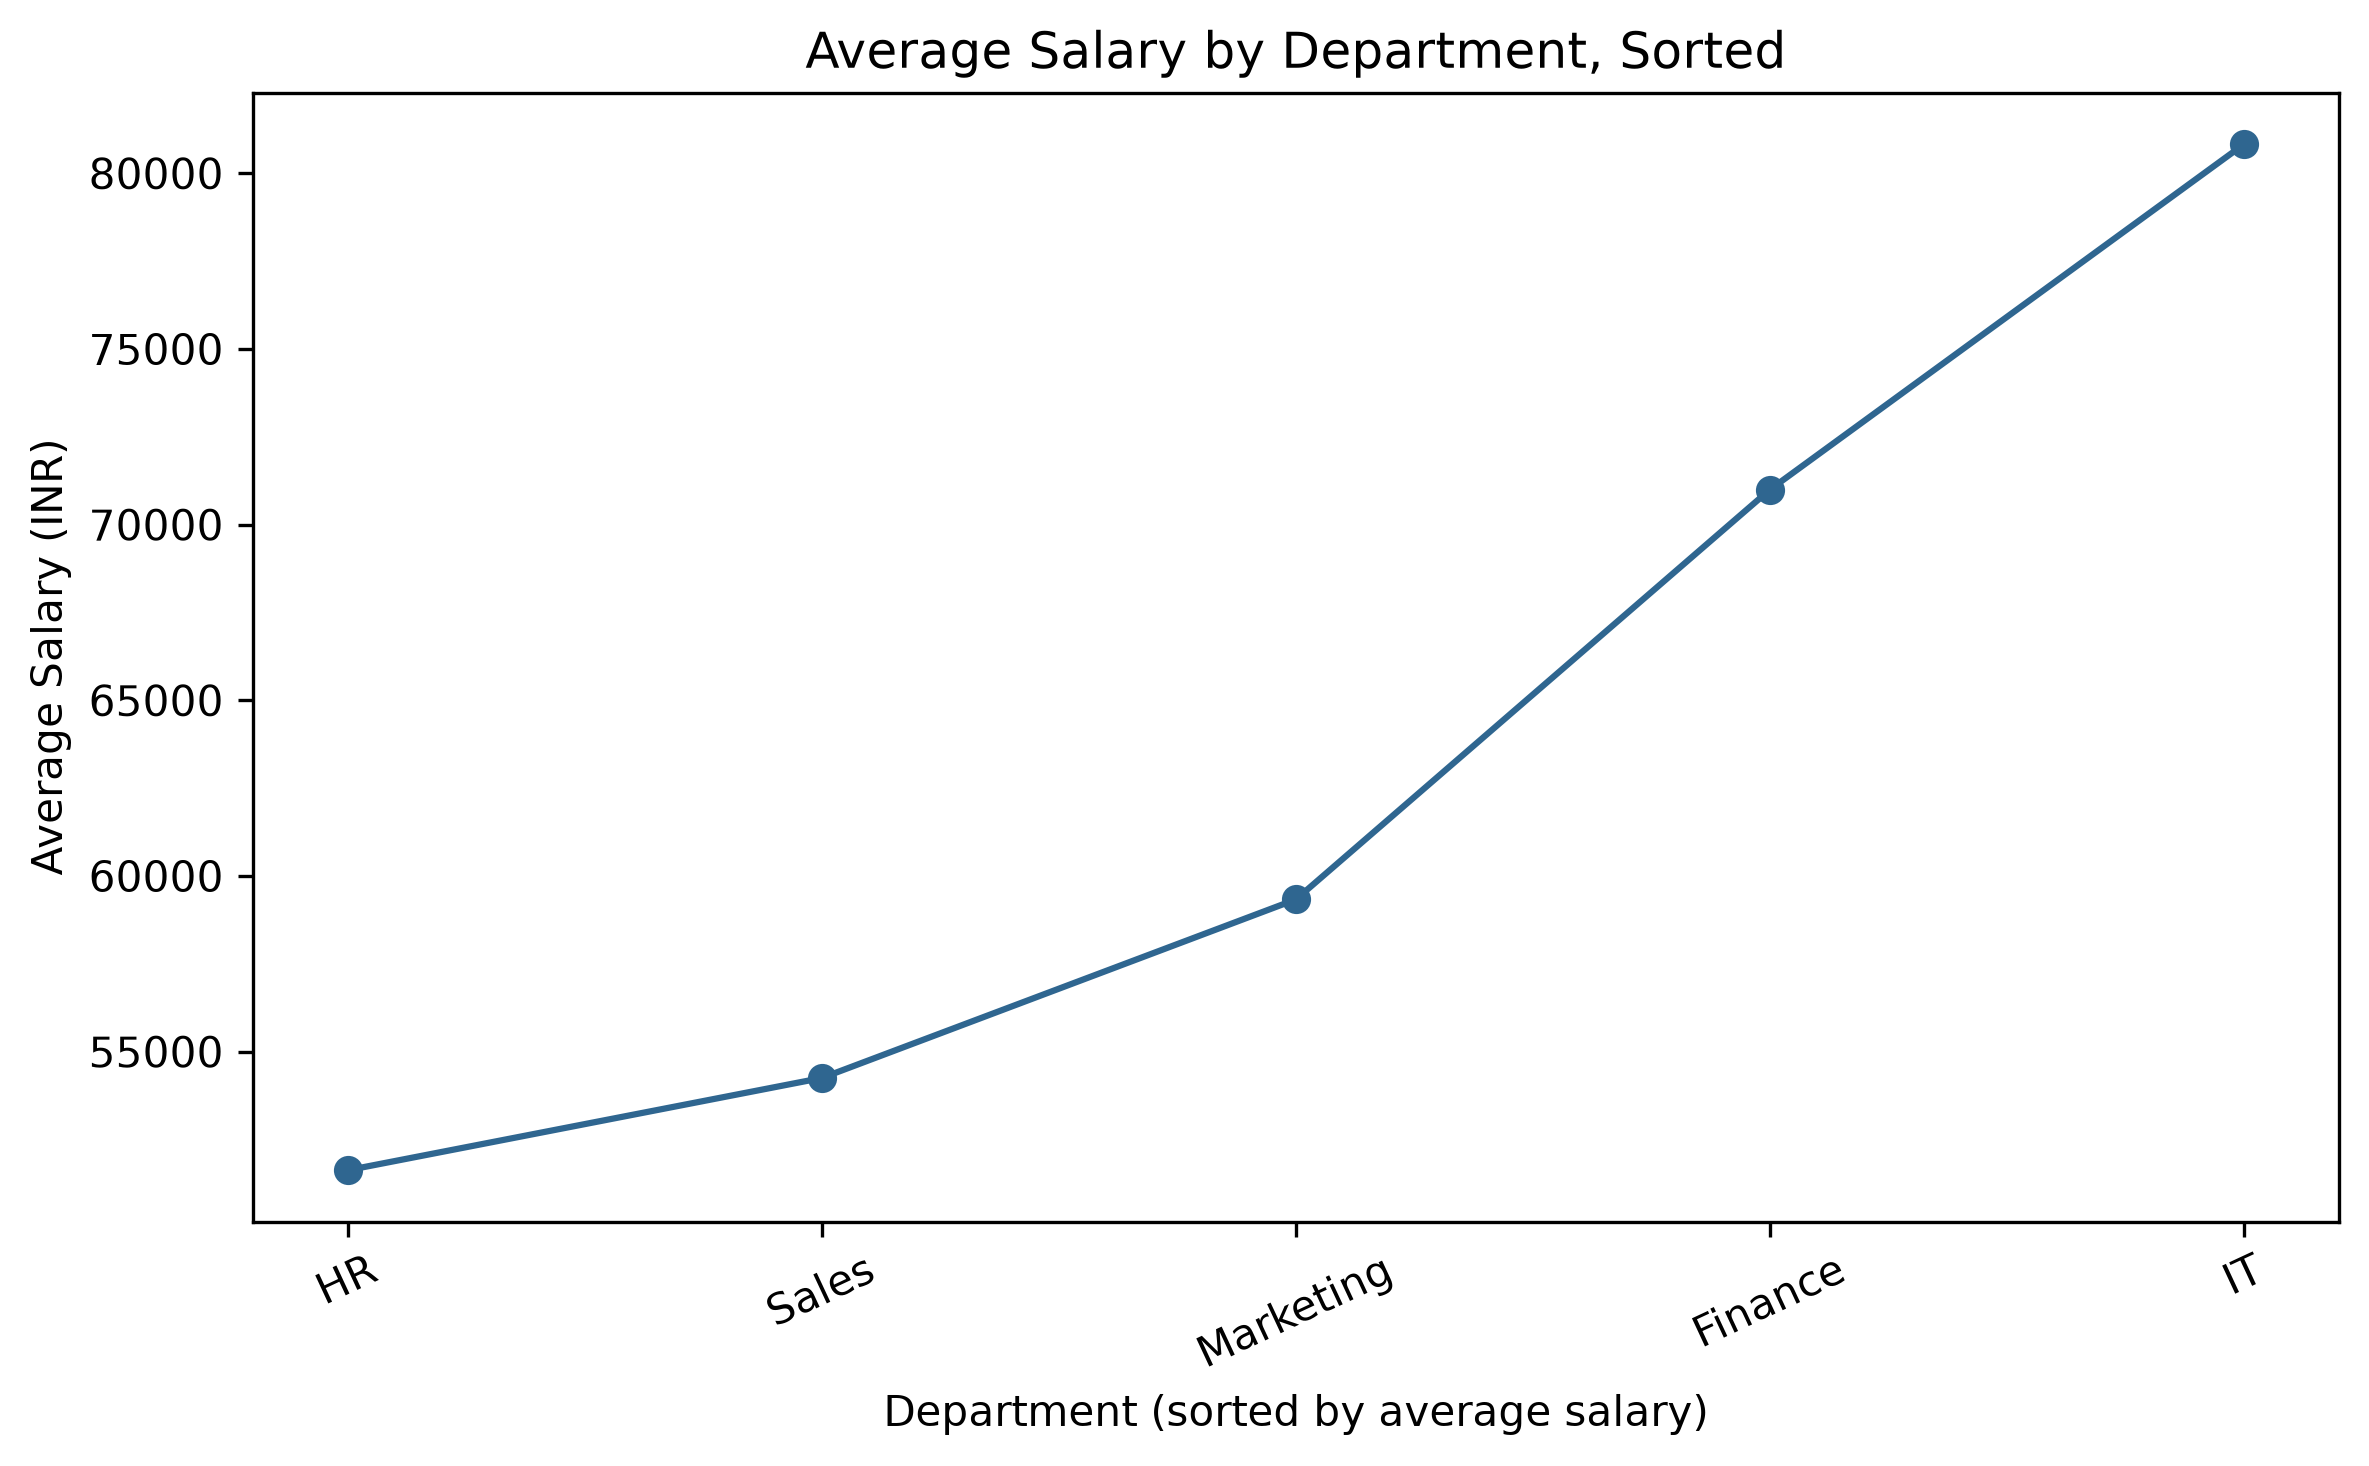 Average Salary by Department, Sorted
Average Salary (INR)
80000
75000
70000
65000
60000
55000
HR
Sales
Marketing
Finance
IT
Department (sorted by average salary)